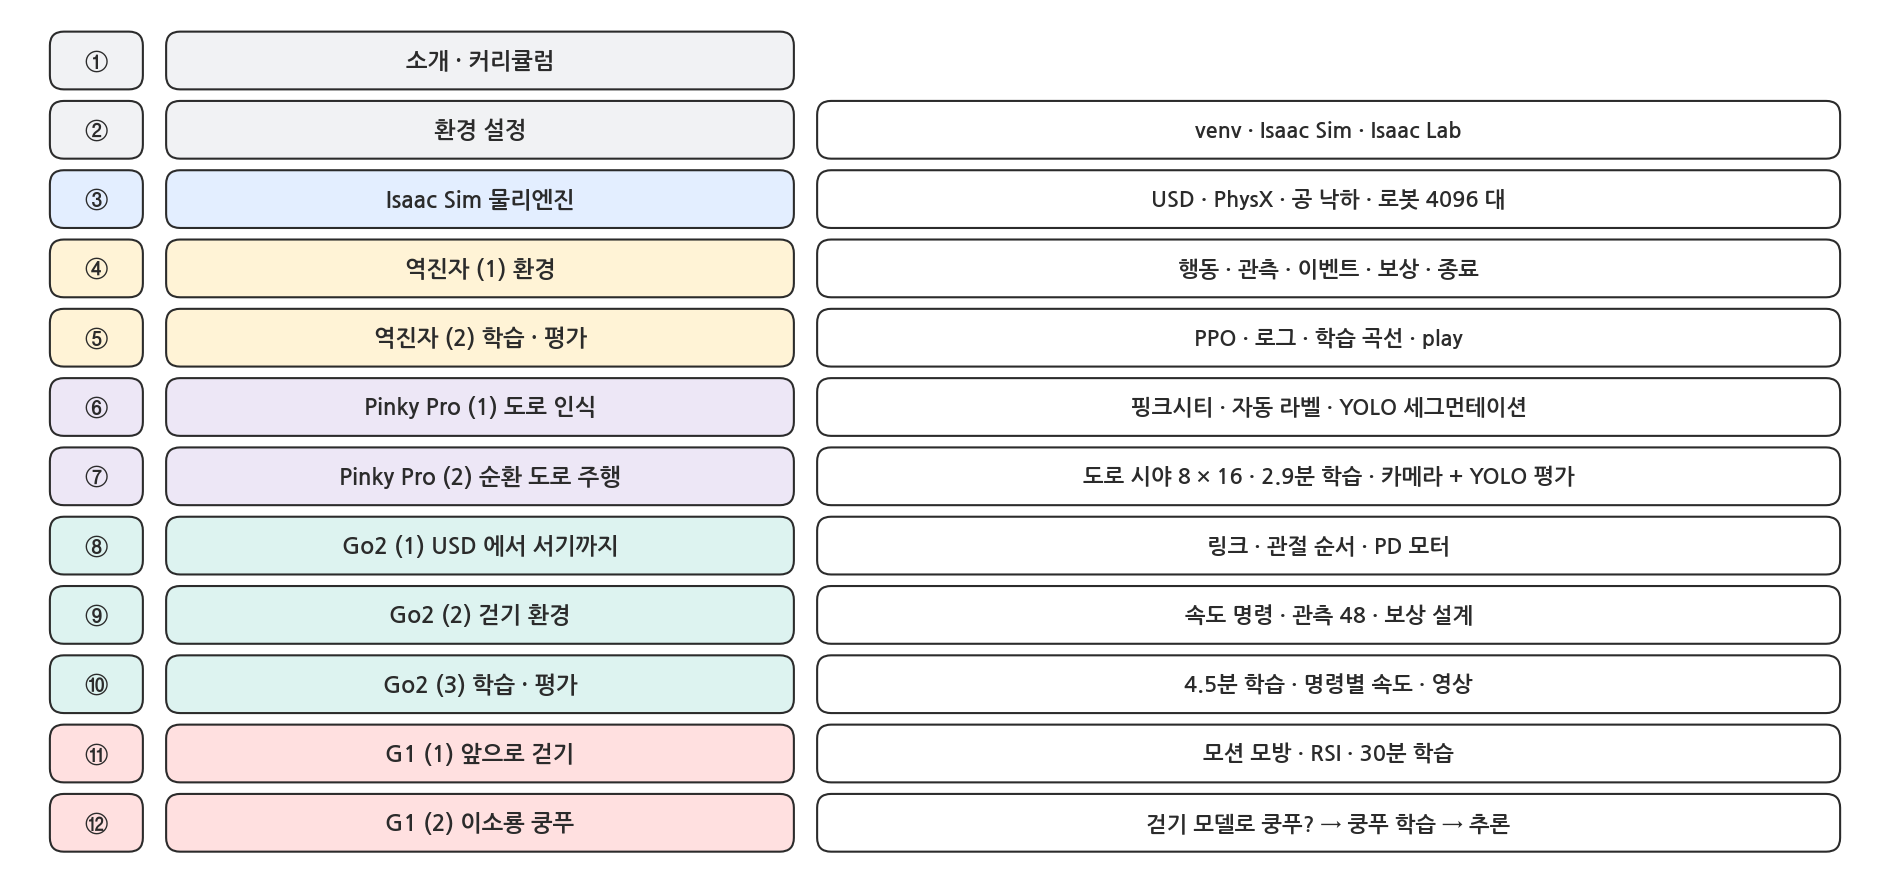 ① 소개 · 커리큘럼
② 환경 설정 venv · Isaac Sim · Isaac Lab
③ Isaac Sim 물리엔진 USD · PhysX · 공 낙하 · 로봇 4096 대
④ 역진자 (1) 환경 행동 · 관측 · 이벤트 · 보상 · 종료
⑤ 역진자 (2) 학습 · 평가 PPO · 로그 · 학습 곡선 · play
⑥ Pinky Pro (1) 도로 인식 핑크시티 · 자동 라벨 · YOLO 세그먼테이션
⑦ Pinky Pro (2) 순환 도로 주행 도로 시야 8 × 16 · 2.9분 학습 · 카메라 + YOLO 평가
⑧ Go2 (1) USD 에서 서기까지 링크 · 관절 순서 · PD 모터
⑨ Go2 (2) 걷기 환경 속도 명령 · 관측 48 · 보상 설계
⑩ Go2 (3) 학습 · 평가 4.5분 학습 · 명령별 속도 · 영상
⑪ G1 (1) 앞으로 걷기 모션 모방 · RSI · 30분 학습
⑫ G1 (2) 이소룡 쿵푸 걷기 모델로 쿵푸? → 쿵푸 학습 → 추론